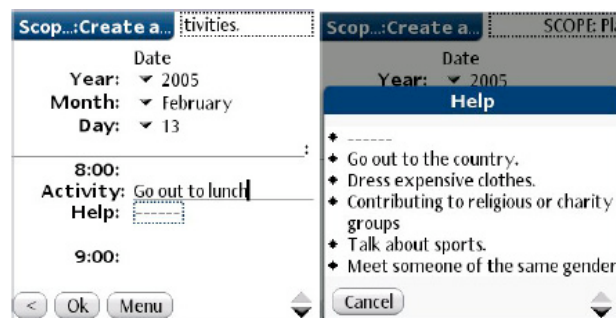 Scop...:Create a...
tivities.
Date
Year: 2005
Month: February
Day: 13
:
8:00:
Activity: Go out to lunch
Help: ------
9:00:
< Ok Menu
Scop...:Create a...
SCOPE: Pl
Date
Year: 2005
Help
------
Go out to the country.
Dress expensive clothes.
Contributing to religious or charity
groups
Talk about sports.
Meet someone of the same gender
Cancel